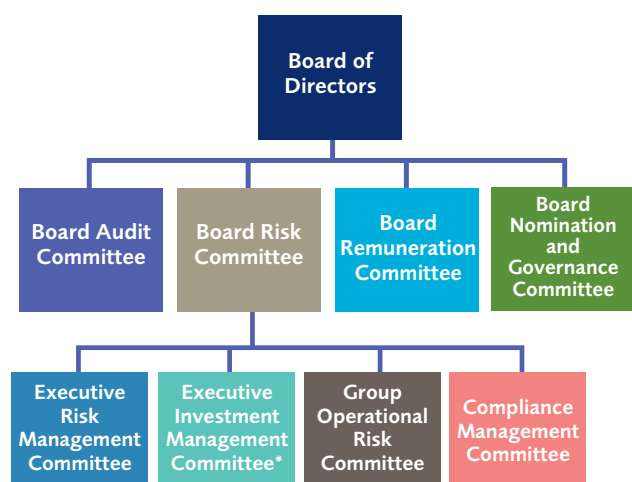 Board of
Directors
Board Audit
Committee
Board Risk
Committee
Board
Remuneration
Committee
Board
Nomination
and
Governance
Committee
Executive
Risk
Management
Committee
Executive
Investment
Management
Committee*
Group
Operational
Risk
Committee
Compliance
Management
Committee